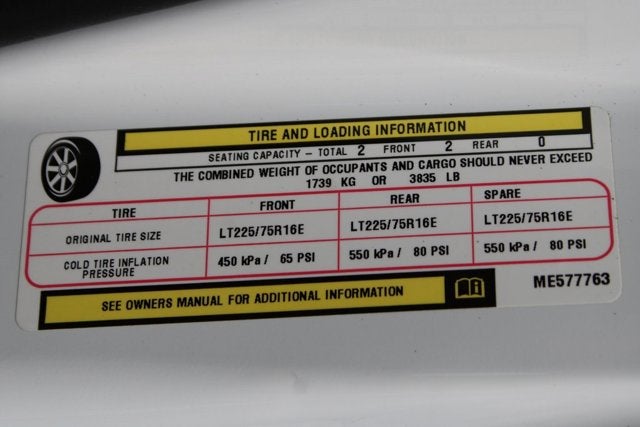 TIRE AND LOADING INFORMATION
SEATING CAPACITY - TOTAL 2 FRONT 2 REAR 0
THE COMBINED WEIGHT OF OCCUPANTS AND CARGO SHOULD NEVER EXCEED
1739 KG OR 3835 LB
TIRE FRONT REAR SPARE
ORIGINAL TIRE SIZE LT225/75R16E LT225/75R16E LT225/75R16E
COLD TIRE INFLATION
PRESSURE 450 kPa / 65 PSI 550 kPa / 80 PSI 550 kPa / 80 PSI
SEE OWNERS MANUAL FOR ADDITIONAL INFORMATION
ME577763